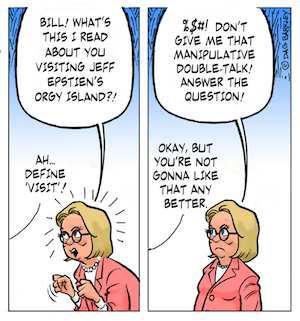 BILL! WHAT'S
THIS I READ
ABOUT YOU
VISITING JEFF
EPSTIEN'S
ORGY ISLAND?!
AH...
DEFINE
'VISIT'!
%$#! DON'T
GIVE ME THAT
MANIPULATIVE
DOUBLE-TALK!
ANSWER THE
QUESTION!
OKAY, BUT
YOU'RE NOT
GONNA LIKE
THAT ANY
BETTER.